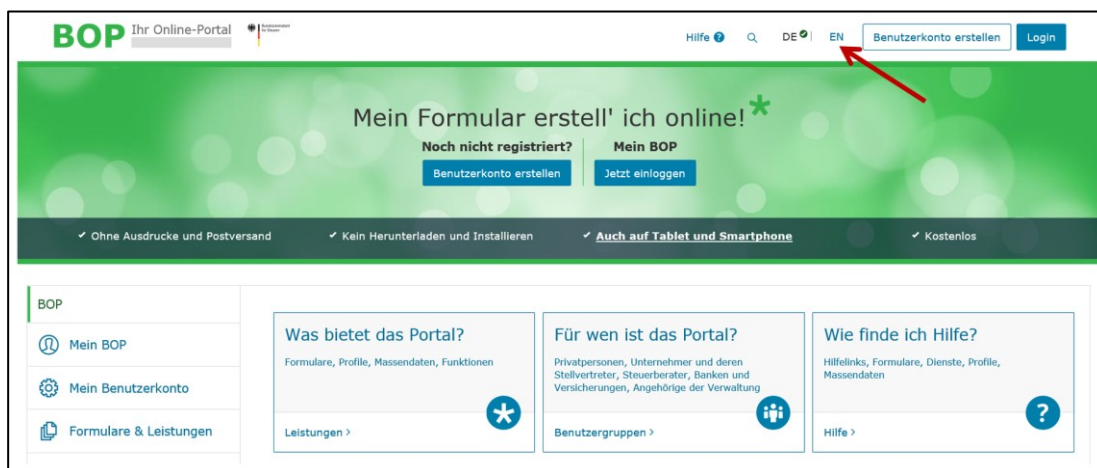 BOP Ihr Online-Portal
Bundeszentralamt
für Steuern
Hilfe ? DE EN Benutzerkonto erstellen Login
Mein Formular erstell' ich online!*
Noch nicht registriert? Mein BOP
Benutzerkonto erstellen Jetzt einloggen
✓ Ohne Ausdrucke und Postversand ✓ Kein Herunterladen und Installieren ✓ Auch auf Tablet und Smartphone ✓ Kostenlos
BOP
Mein BOP
Mein Benutzerkonto
Formulare & Leistungen
Was bietet das Portal?
Formulare, Profile, Massendaten, Funktionen
Leistungen >
Für wen ist das Portal?
Privatpersonen, Unternehmer und deren
Stellvertreter, Steuerberater, Banken und
Versicherungen, Angehörige der Verwaltung
Benutzergruppen >
Wie finde ich Hilfe?
Hilfelinks, Formulare, Dienste, Profile,
Massendaten
?
Hilfe >